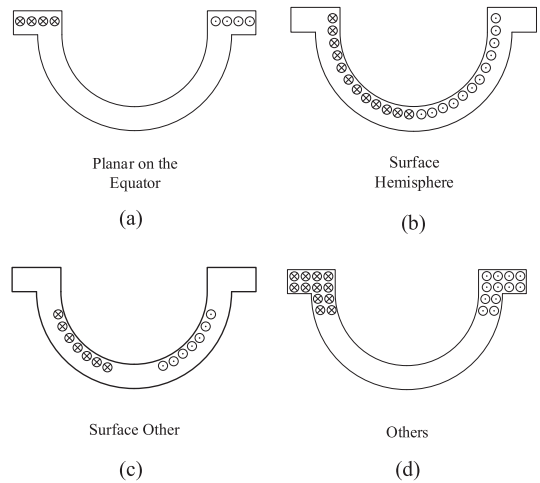 Planar on the
Equator
(a)
Surface
Hemisphere
(b)
Surface Other
(c)
Others
(d)